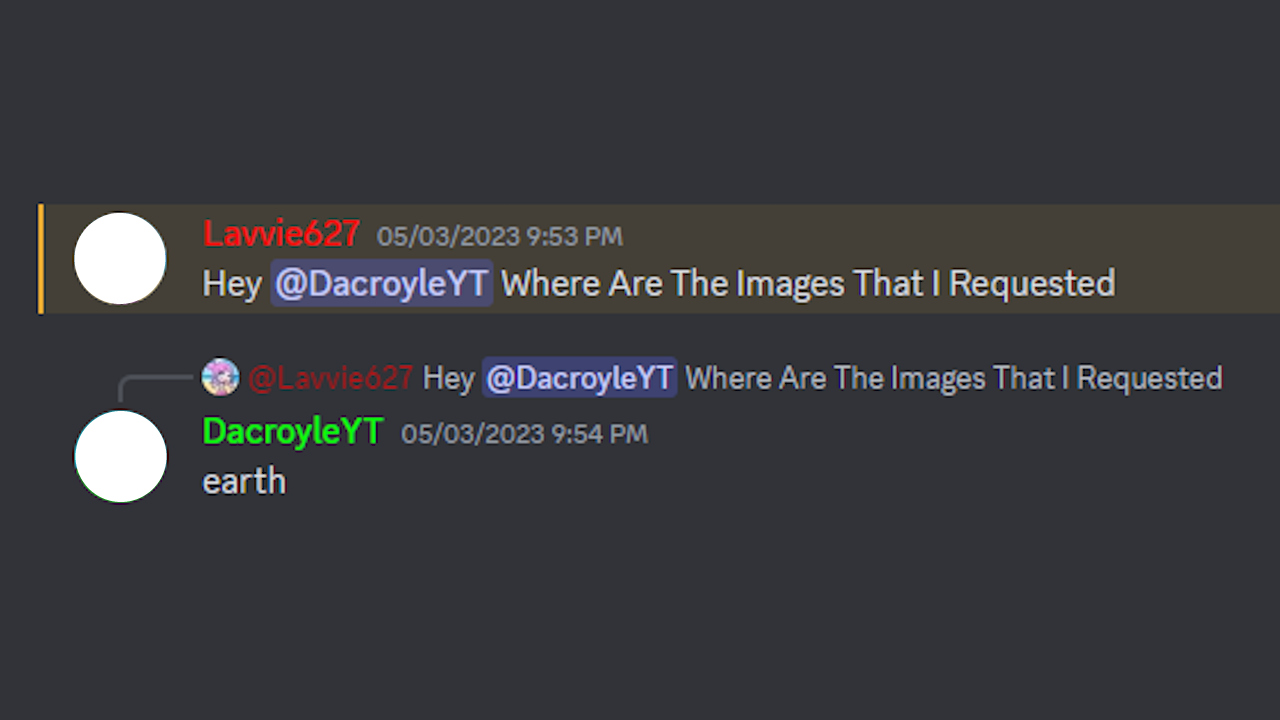 Lavvie627 05/03/2023 9:53 PM
Hey @DacroyleYT Where Are The Images That I Requested
@Lavvie627 Hey @DacroyleYT Where Are The Images That I Requested
DacroyleYT 05/03/2023 9:54 PM
earth